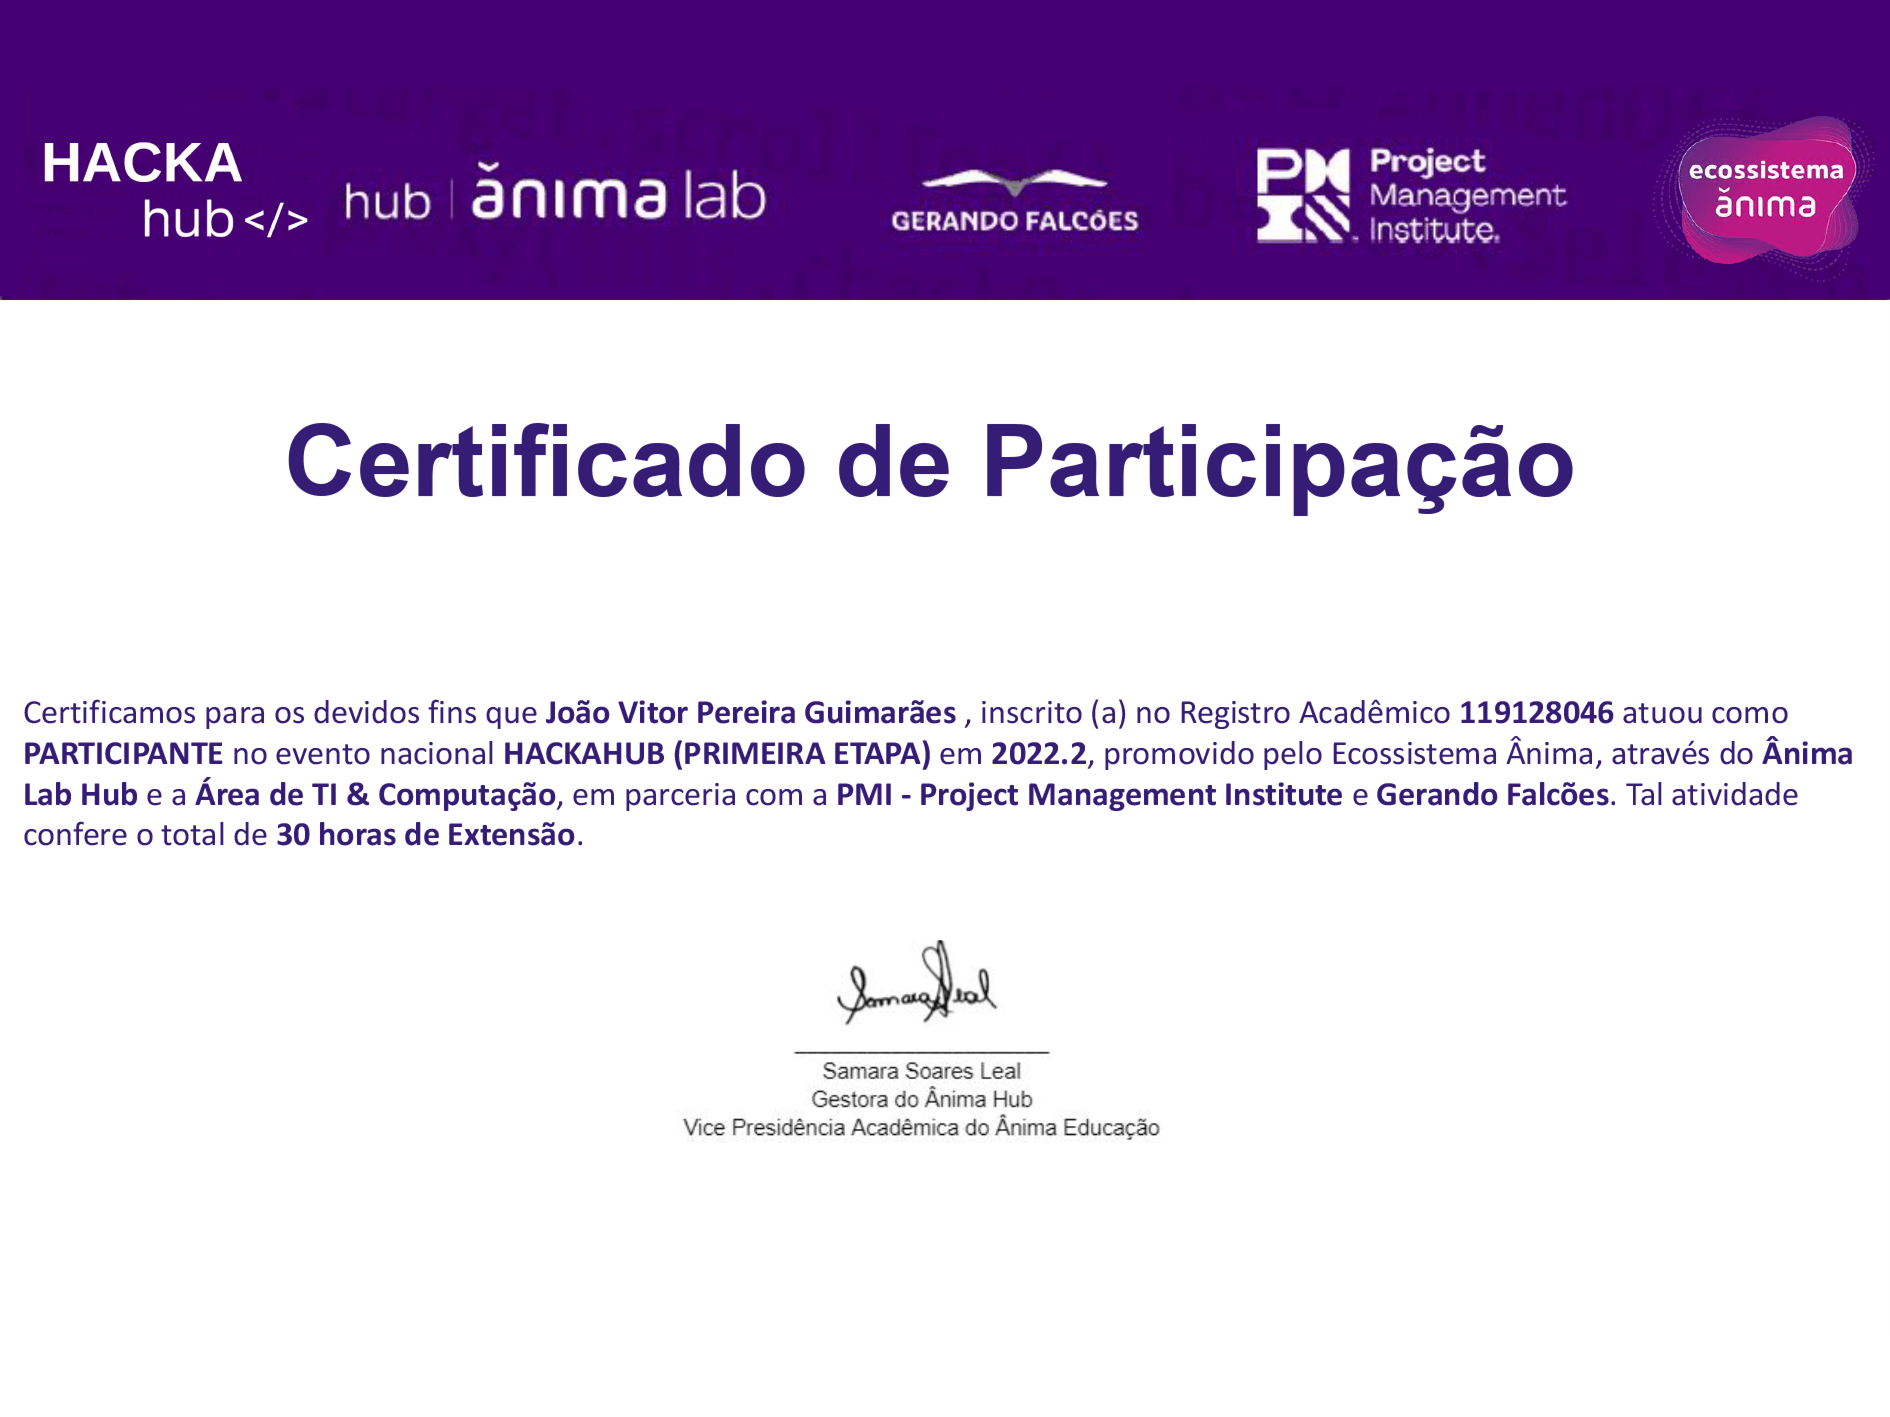 HACKA
hub </>
hub | ănıma lab
GERANDO FALCÕES
Project
Management
Institute.
ecossistema
ănıma
Certificado de Participação
Certificamos para os devidos fins que João Vitor Pereira Guimarães , inscrito (a) no Registro Acadêmico 119128046 atuou como
PARTICIPANTE no evento nacional HACKAHUB (PRIMEIRA ETAPA) em 2022.2, promovido pelo Ecossistema Ânima, através do Ânima
Lab Hub e a Área de TI & Computação, em parceria com a PMI - Project Management Institute e Gerando Falcões. Tal atividade
confere o total de 30 horas de Extensão.
Samara Leal
Samara Soares Leal
Gestora do Ânima Hub
Vice Presidência Acadêmica do Ânima Educação